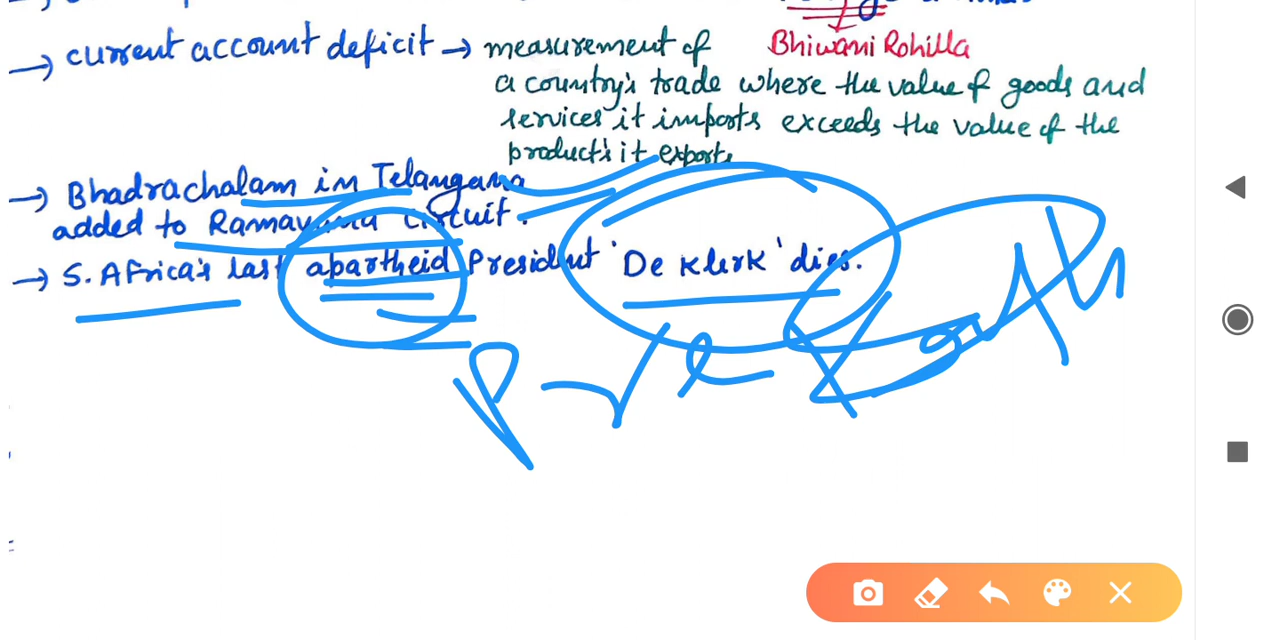 → current account deficit → measurement of
Bhiwani Rohilla
a country's trade where the value of goods and
services it imports exceeds the value of the
products it exports
→ Bhadrachalam in Telangana
added to Ramayana Circuit.
→ S. Africa's last apartheid President 'De Klerk' dies.